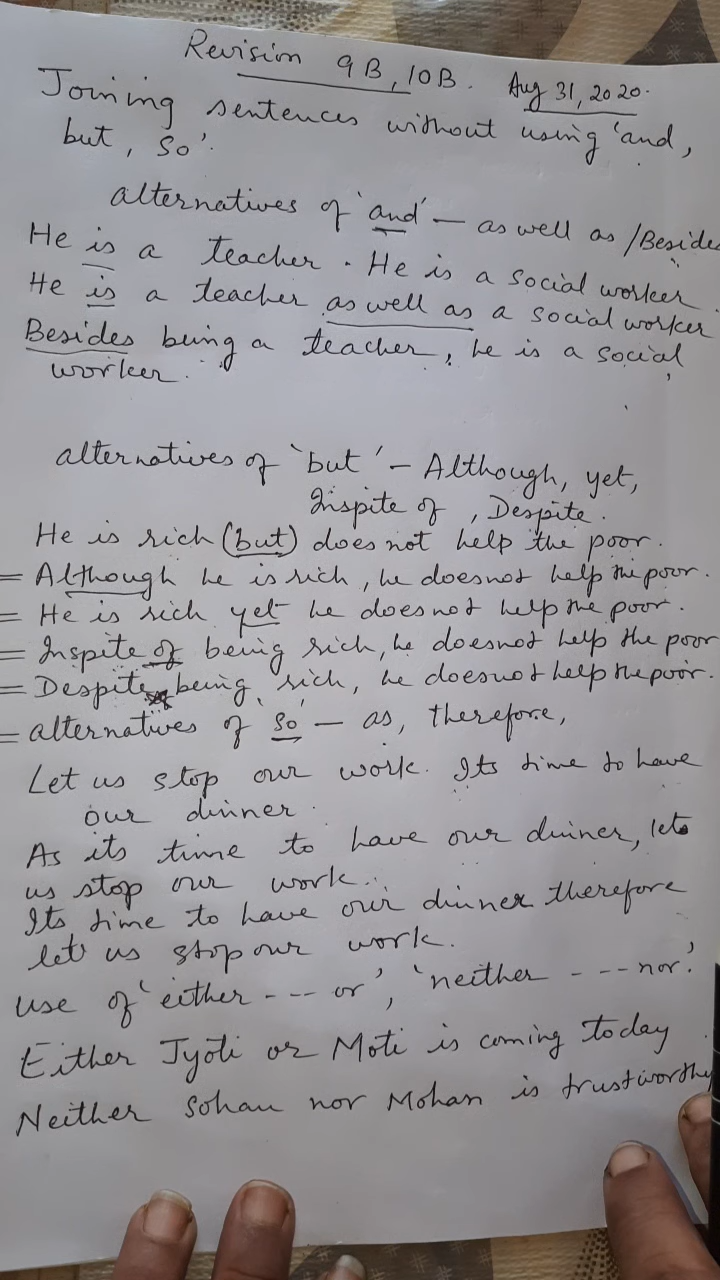 Revision 9B, 10B. Aug 31, 2020.
Joining sentences without using 'and,
but, so'.
alternatives of 'and' — as well as / Beside
He is a teacher. He is a social worker.
He is a teacher as well as a social worker
Besides being a teacher, he is a social
worker.
alternatives of 'but' - Although, yet,
Inspite of, Despite.
He is rich (but) does not help the poor.
= Although he is rich, he doesnot help the poor.
= He is rich yet he doesnot help the poor.
= Inspite of being rich, he doesnot help the poor
= Despite being rich, he doesnot help the poor.
= alternatives of 'so' — as, therefore,
Let us stop our work. Its time to have
our dinner.
As its time to have our dinner, lets
us stop our work.
Its time to have our dinner therefore
let us stop our work.
use of 'either --- or', 'neither --- nor'.
Either Jyoti or Moti is coming today.
Neither Sohan nor Mohan is trustworthy